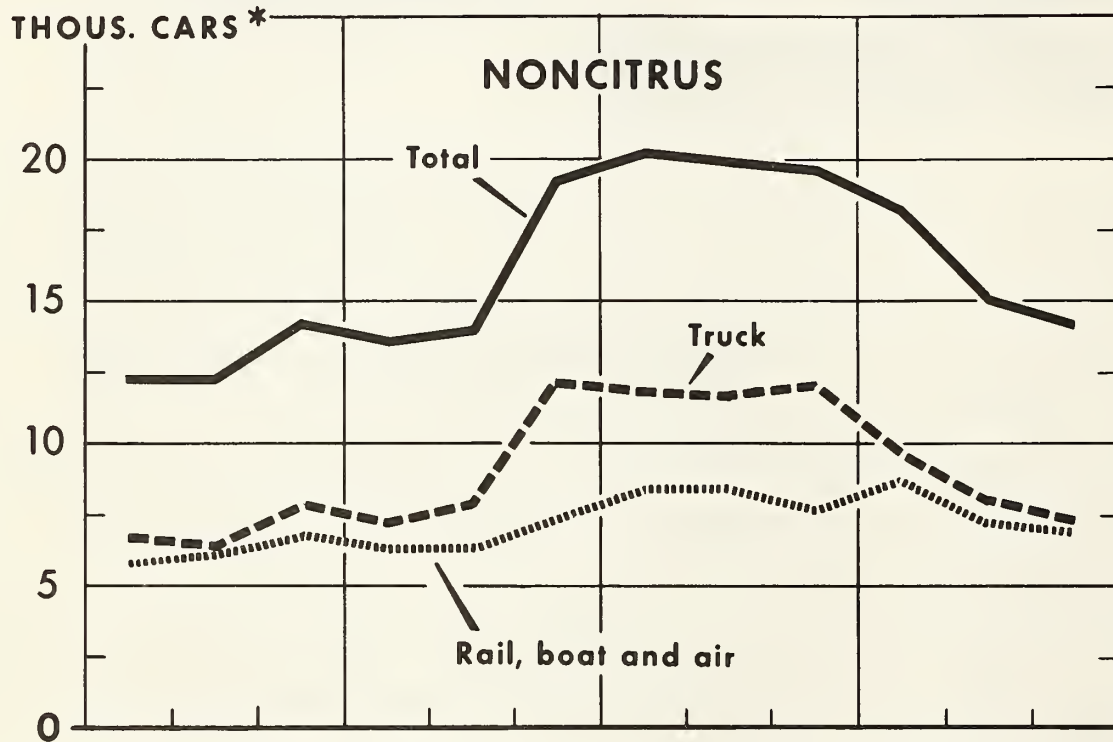 THOUS. CARS*
NONCITRUS
20
Total
15
Truck
10
5
Rail, boat and air
0